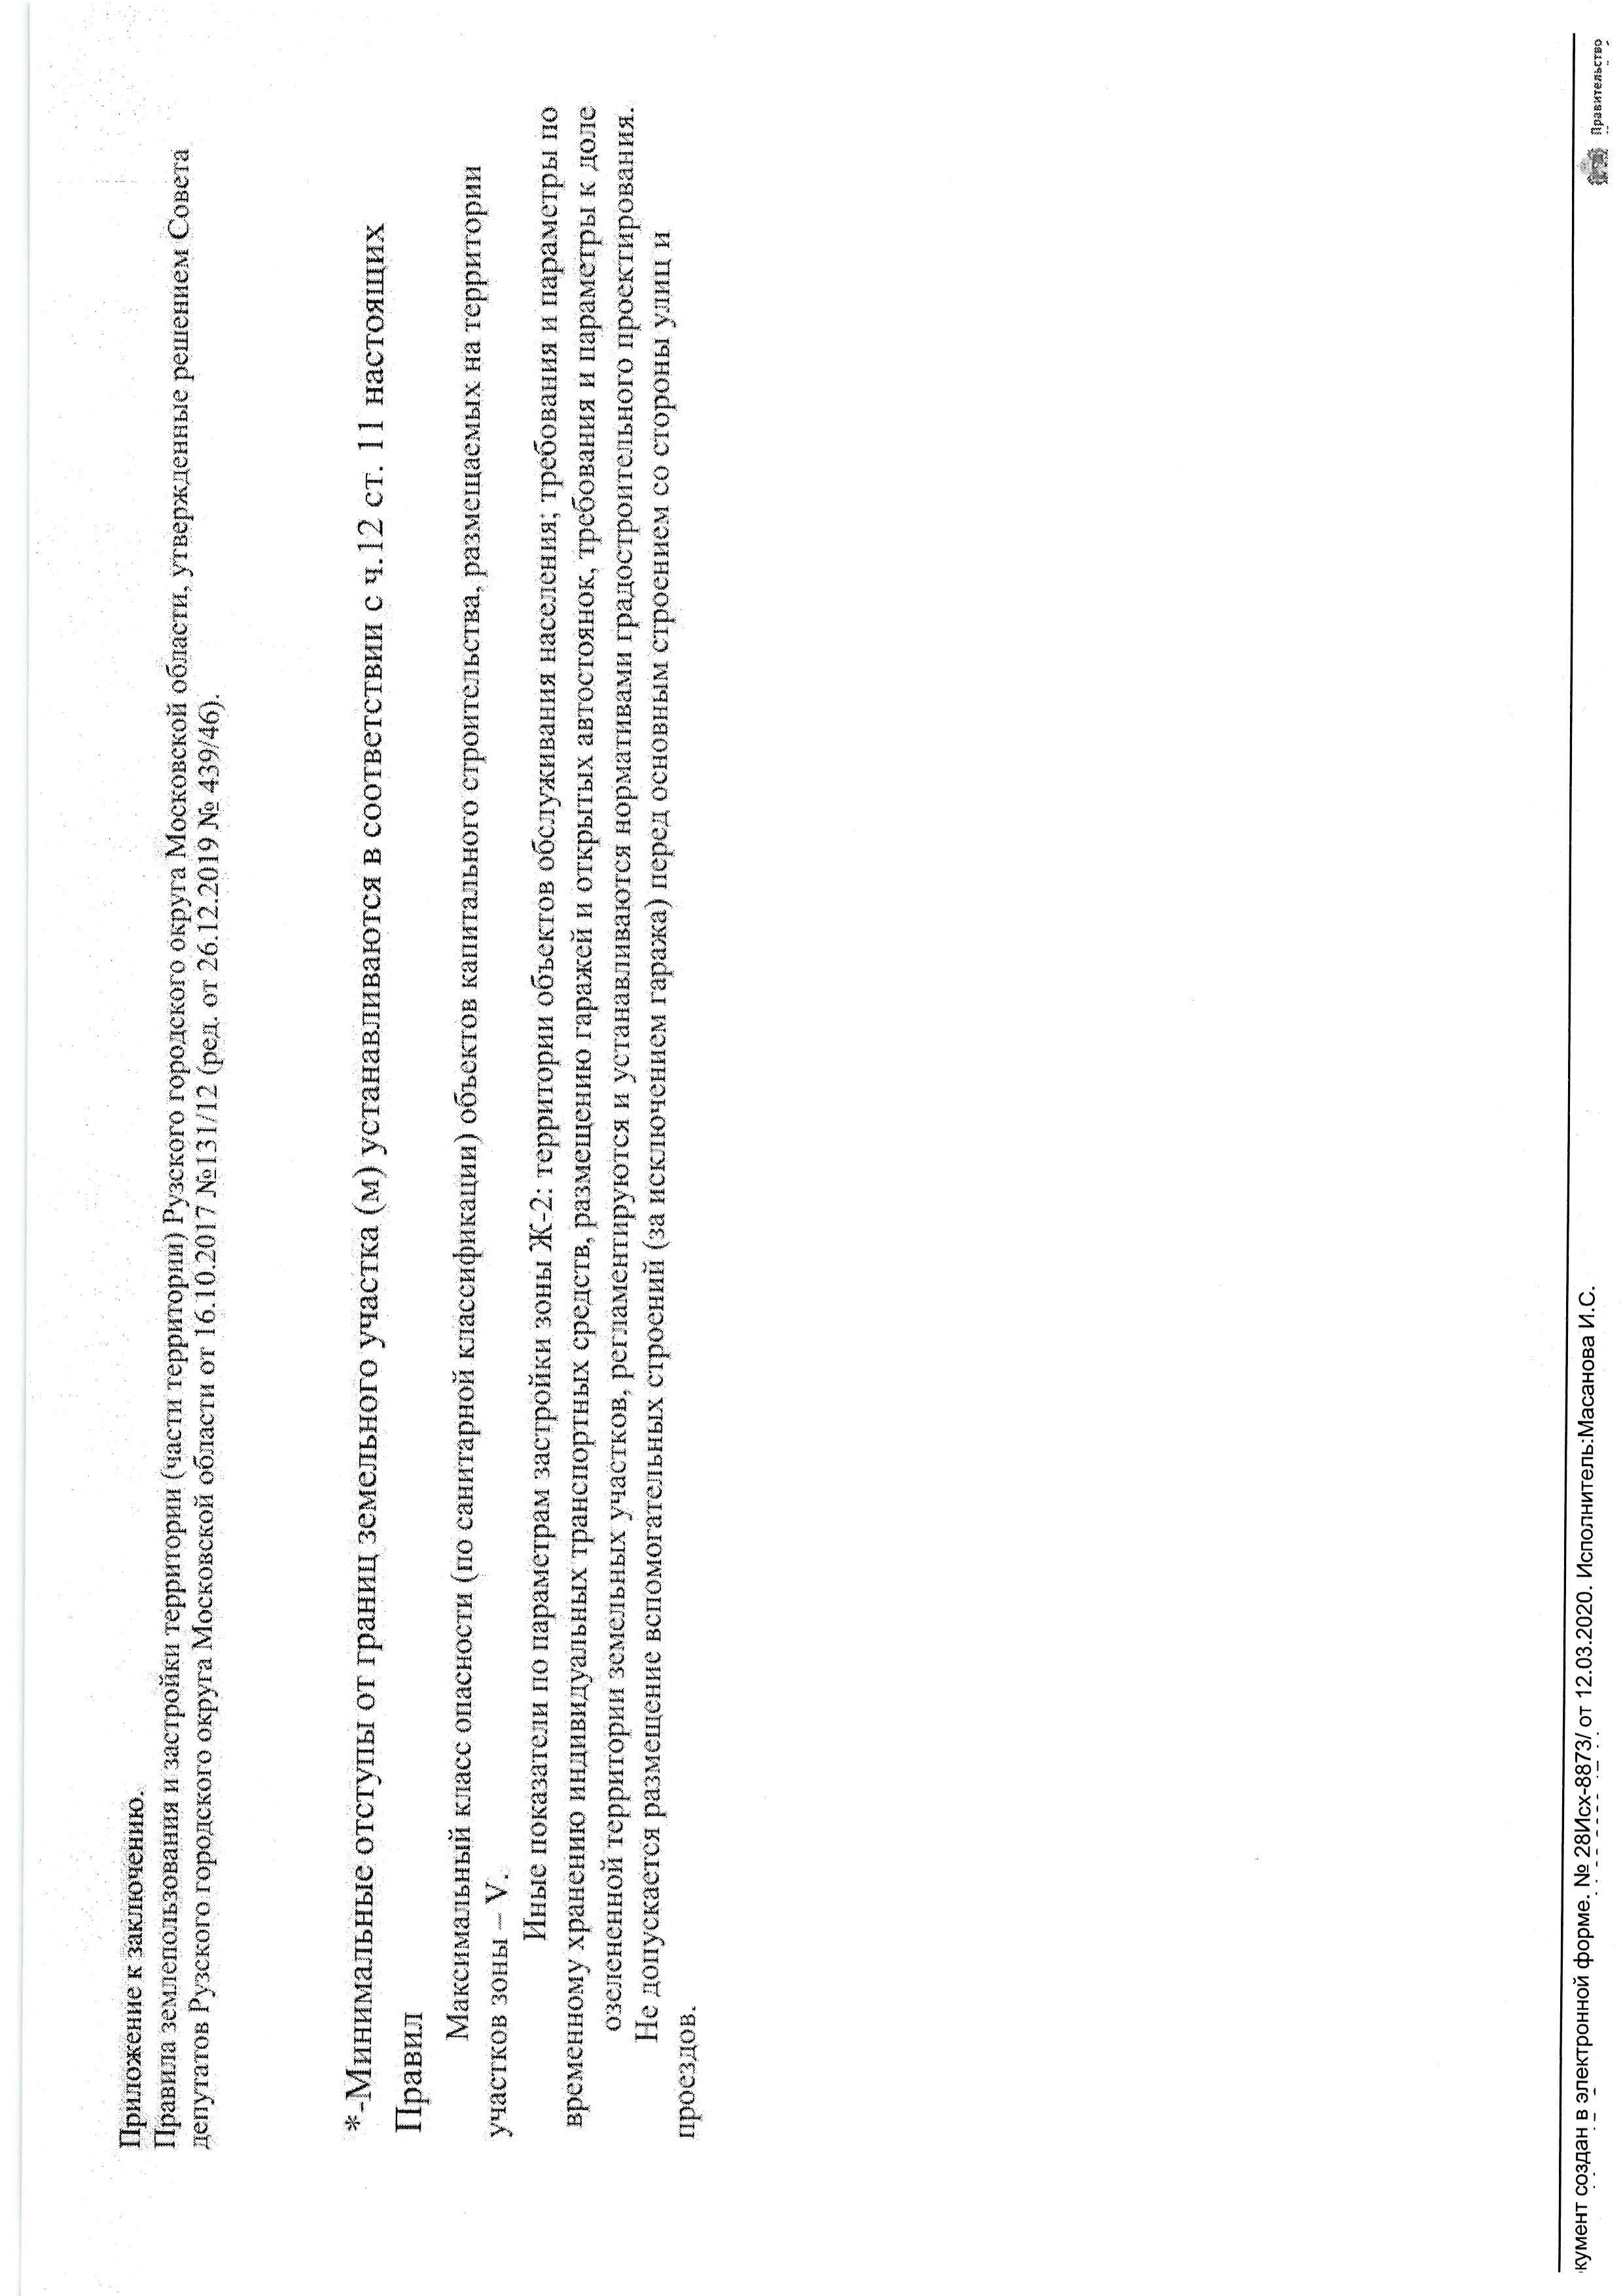 Приложение к заключению.
Правила землепользования и застройки территории (части территории) Рузского городского округа Московской области, утвержденные решением Совета
депутатов Рузского городского округа Московской области от 16.10.2017 №131/12 (ред. от 26.12.2019 № 439/46).
*-Минимальные отступы от границ земельного участка (м) устанавливаются в соответствии с ч.12 ст. 11 настоящих
Правил
Максимальный класс опасности (по санитарной классификации) объектов капитального строительства, размещаемых на территории
участков зоны – V.
Иные показатели по параметрам застройки зоны Ж-2: территории объектов обслуживания населения; требования и параметры по
временному хранению индивидуальных транспортных средств, размещению гаражей и открытых автостоянок, требования и параметры к доле
озелененной территории земельных участков, регламентируются и устанавливаются нормативами градостроительного проектирования.
Не допускается размещение вспомогательных строений (за исключением гаража) перед основным строением со стороны улиц и
проездов.
кумент создан в электронной форме. № 28Исх-8873/ от 12.03.2020. Исполнитель:Масанова И.С.
Правительство